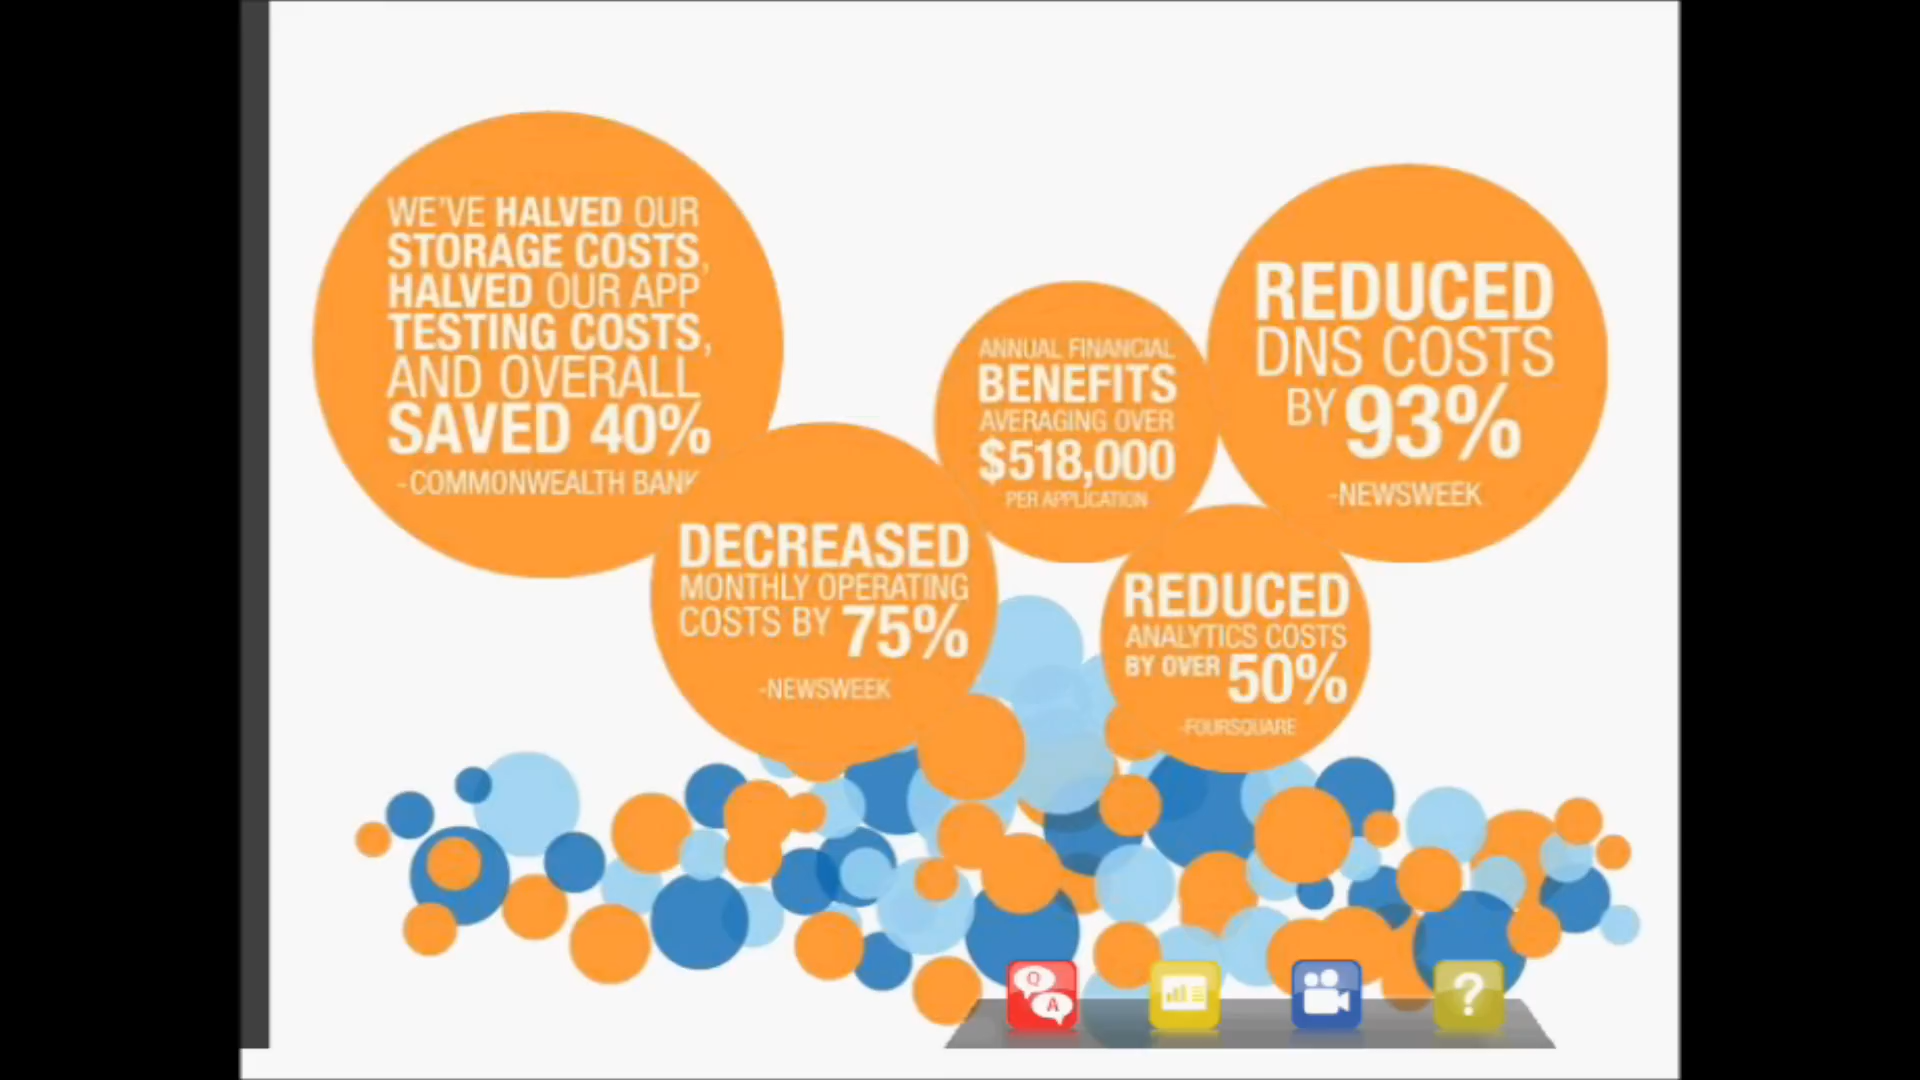 WE'VE HALVED OUR
STORAGE COSTS,
HALVED OUR APP
TESTING COSTS,
AND OVERALL
SAVED 40%
-COMMONWEALTH BANK
DECREASED
MONTHLY OPERATING
COSTS BY 75%
-NEWSWEEK
ANNUAL FINANCIAL
BENEFITS
AVERAGING OVER
$518,000
PER APPLICATION
REDUCED
DNS COSTS
BY 93%
-NEWSWEEK
REDUCED
ANALYTICS COSTS
BY OVER 50%
-FOURSQUARE
Q
A
?